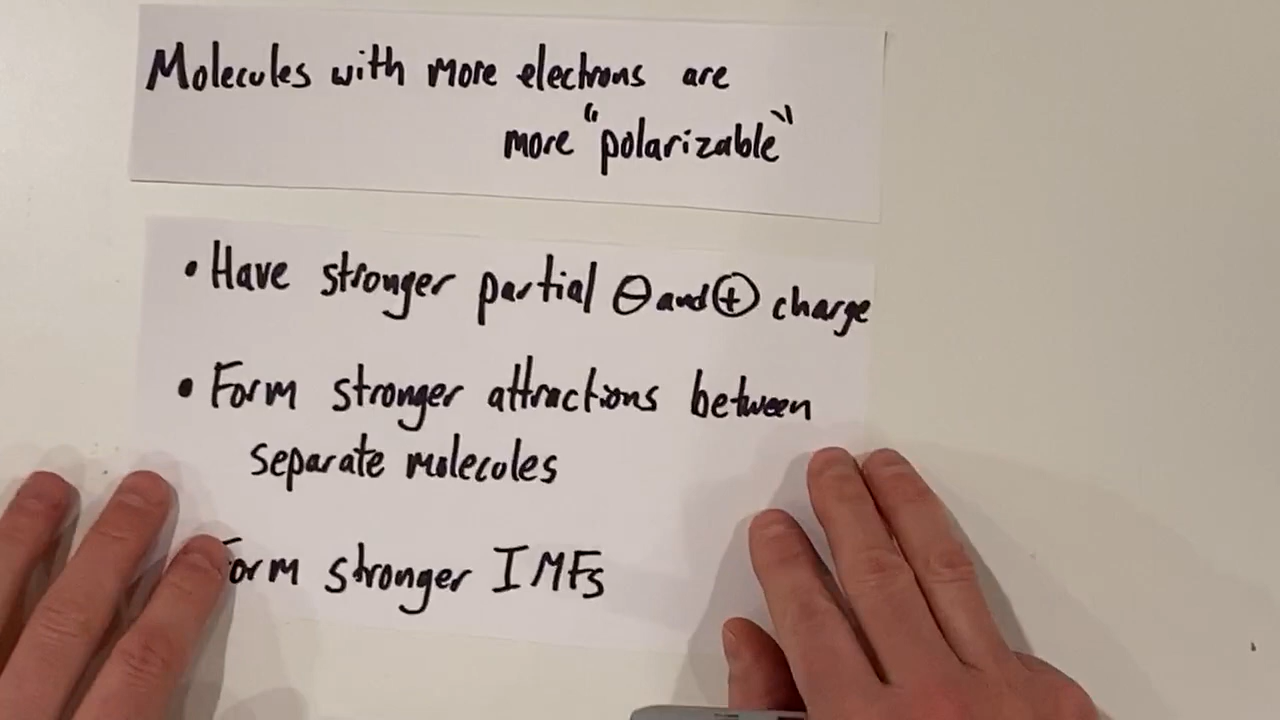 Molecules with more electrons are
more "polarizable"
• Have stronger partial ⊖ and ⊕ charge
• Form stronger attractions between
separate molecules
Form stronger IMFs